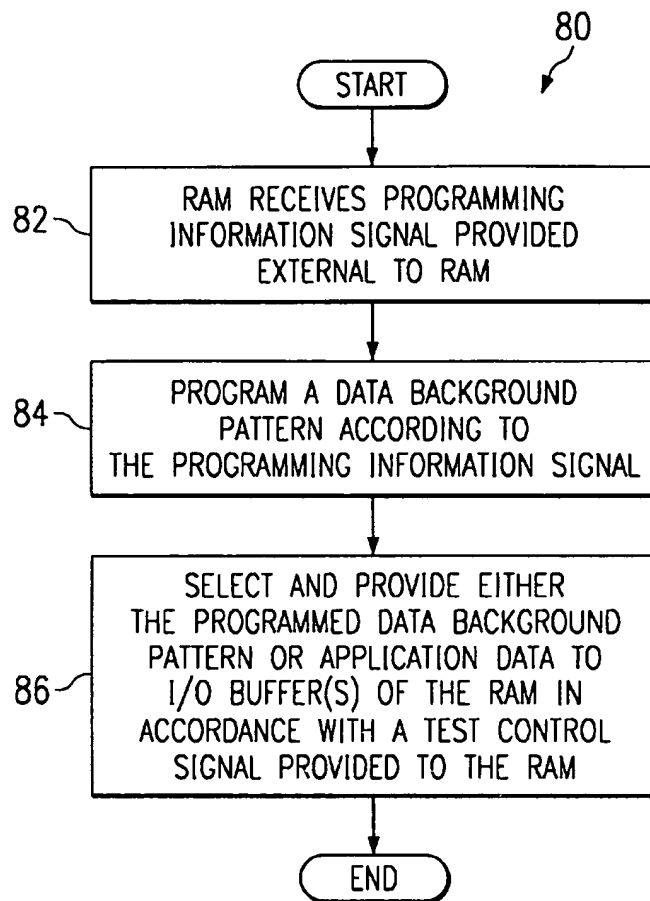 80
START
82
RAM RECEIVES PROGRAMMING
INFORMATION SIGNAL PROVIDED
EXTERNAL TO RAM
84
PROGRAM A DATA BACKGROUND
PATTERN ACCORDING TO
THE PROGRAMMING INFORMATION SIGNAL
86
SELECT AND PROVIDE EITHER
THE PROGRAMMED DATA BACKGROUND
PATTERN OR APPLICATION DATA TO
I/O BUFFER(S) OF THE RAM IN
ACCORDANCE WITH A TEST CONTROL
SIGNAL PROVIDED TO THE RAM
END